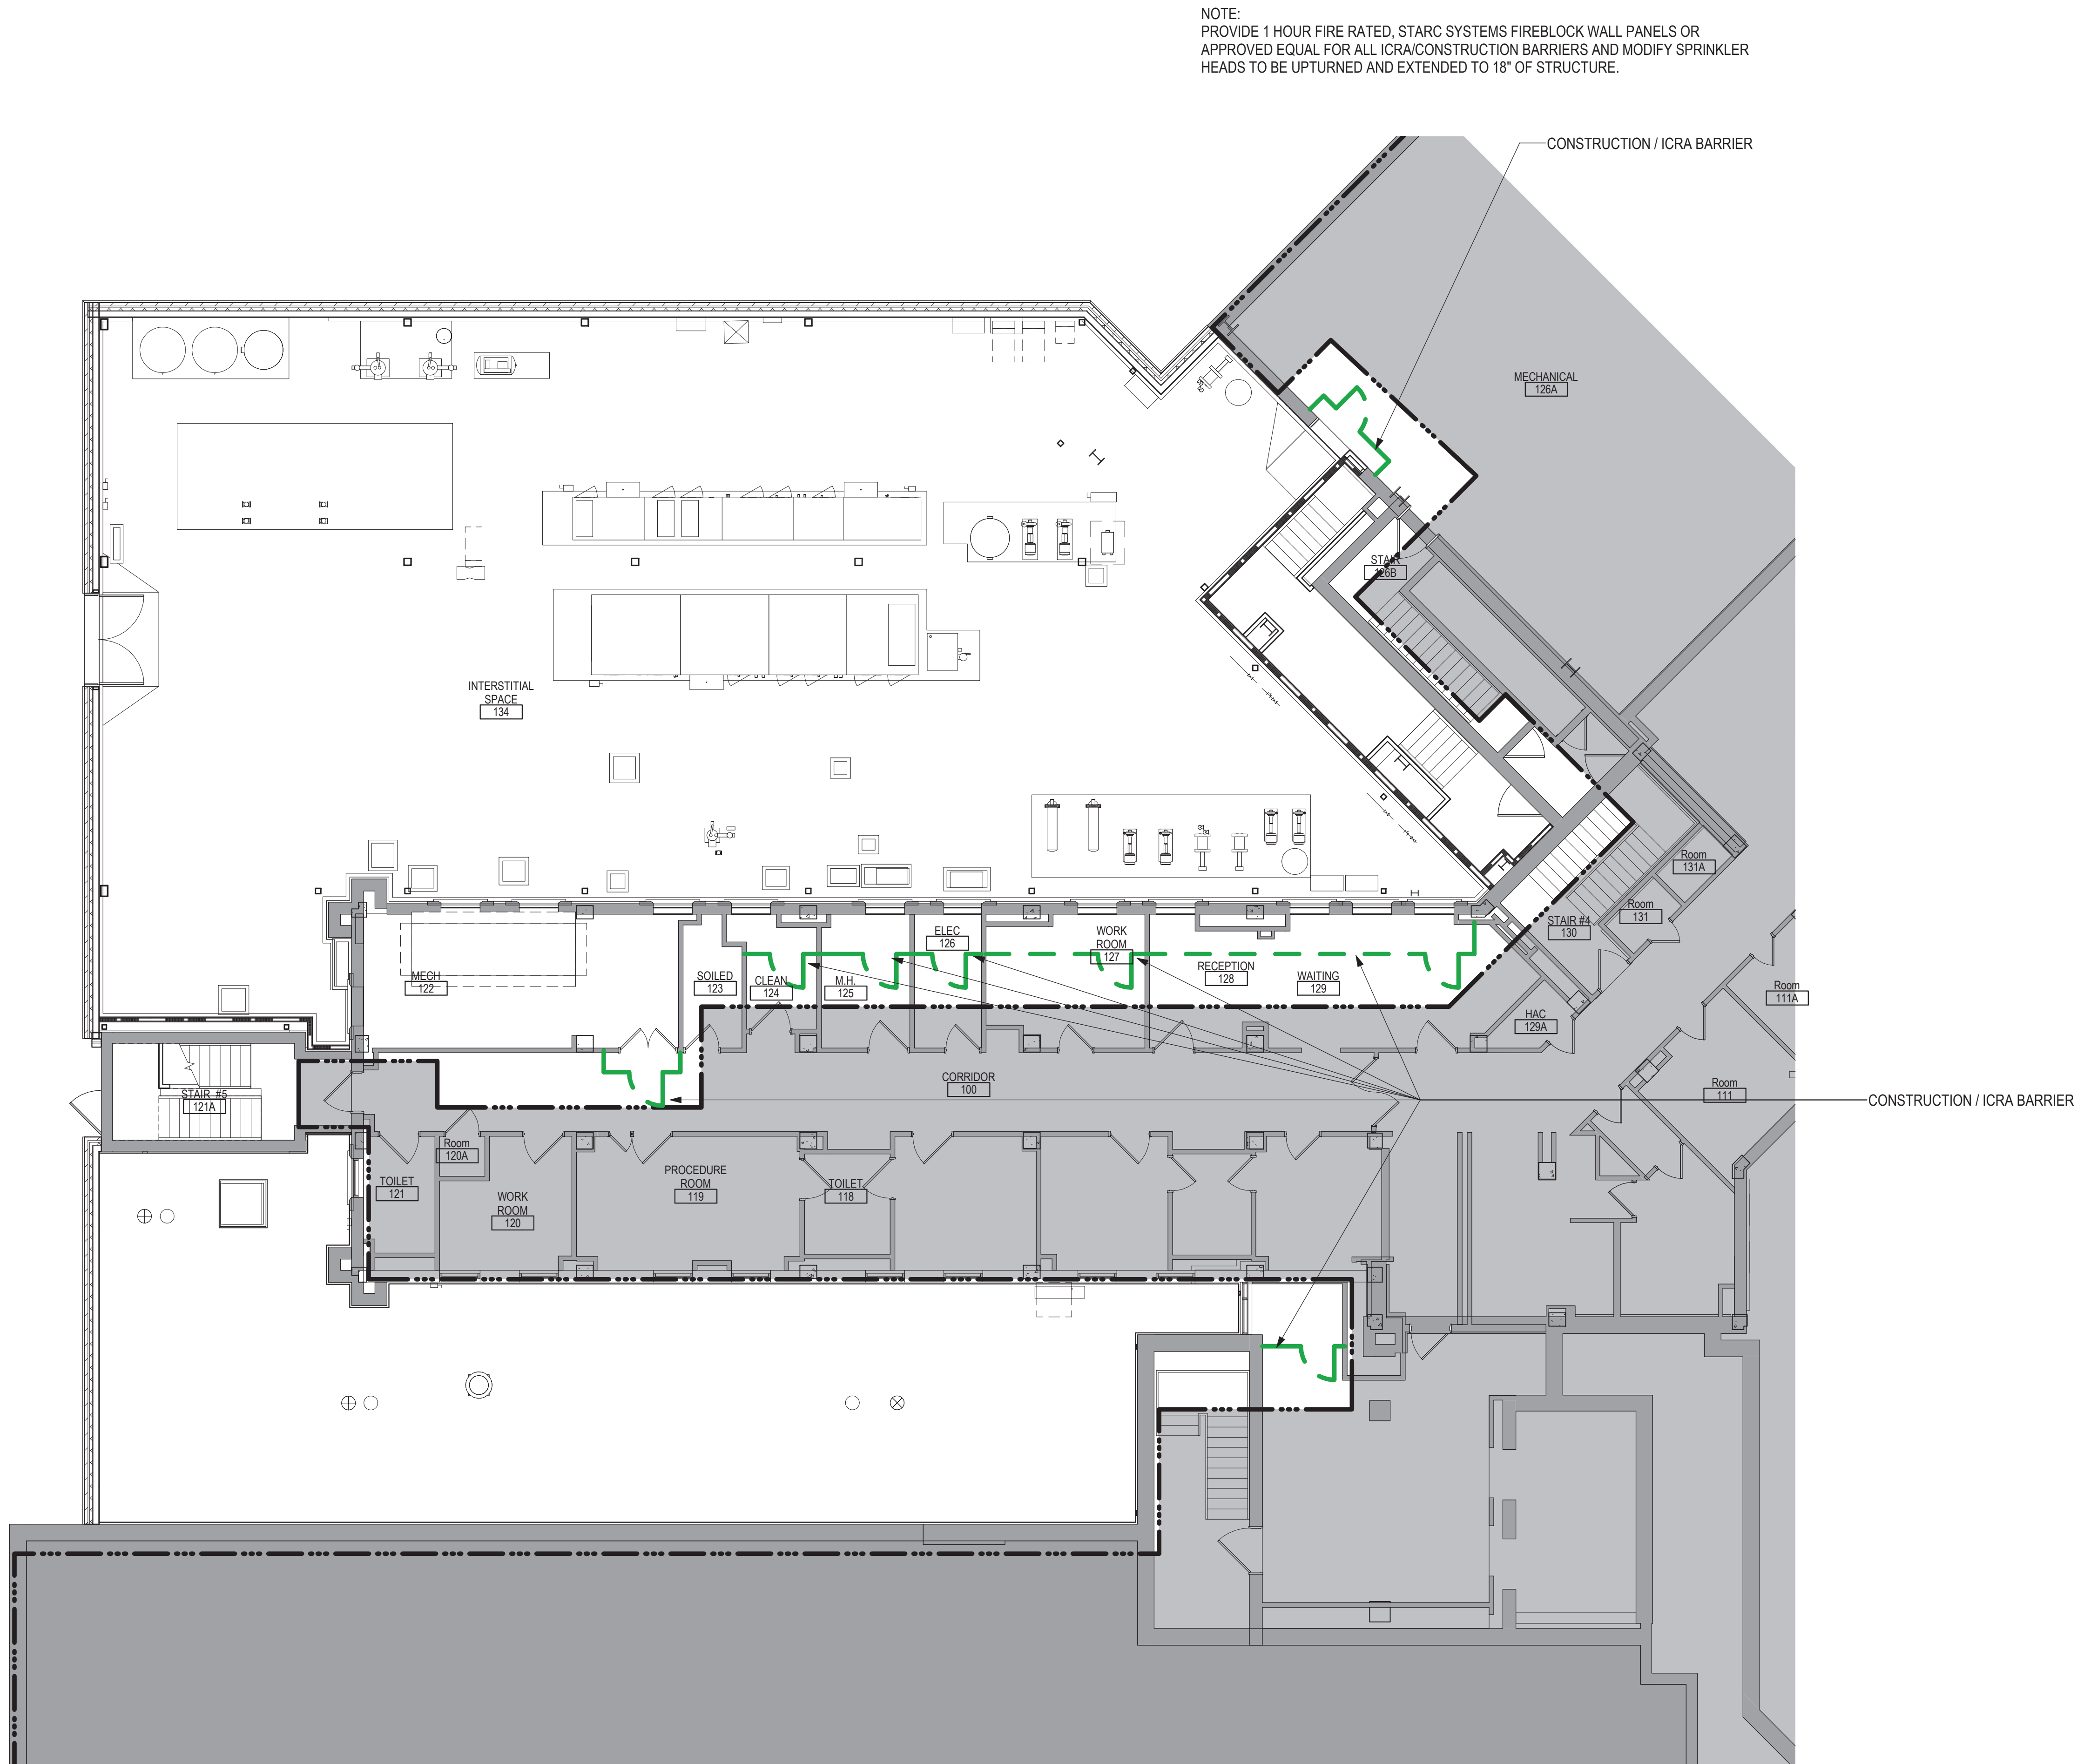 NOTE:
PROVIDE 1 HOUR FIRE RATED, STARC SYSTEMS FIREBLOCK WALL PANELS OR
APPROVED EQUAL FOR ALL ICRA/CONSTRUCTION BARRIERS AND MODIFY SPRINKLER
HEADS TO BE UPTURNED AND EXTENDED TO 18" OF STRUCTURE.
CONSTRUCTION / ICRA BARRIER
MECHANICAL
126A
STAIR
126B
INTERSTITIAL
SPACE
134
Room
131A
Room
131
STAIR #4
130
ELEC
126
WORK
ROOM
127
MECH
122
SOILED
123
CLEAN
124
M.H.
125
RECEPTION
128
WAITING
129
Room
111A
HAC
129A
CORRIDOR
100
Room
111
STAIR #5
121A
CONSTRUCTION / ICRA BARRIER
Room
120A
TOILET
121
WORK
ROOM
120
PROCEDURE
ROOM
119
TOILET
118